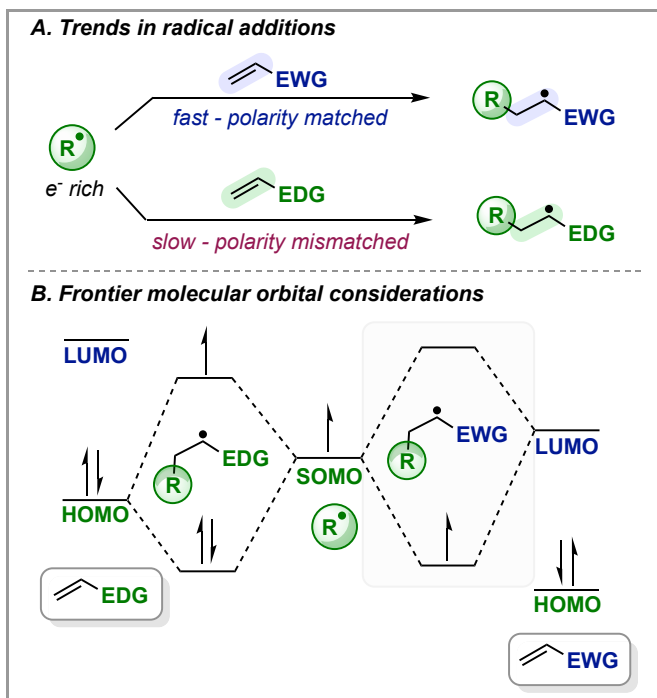 A. Trends in radical additions
EWG
fast - polarity matched
R•
e- rich
R
EWG
EDG
slow - polarity mismatched
R
EDG
B. Frontier molecular orbital considerations
LUMO
EDG
R
HOMO
SOMO
R•
EWG
R
LUMO
EDG
HOMO
EWG